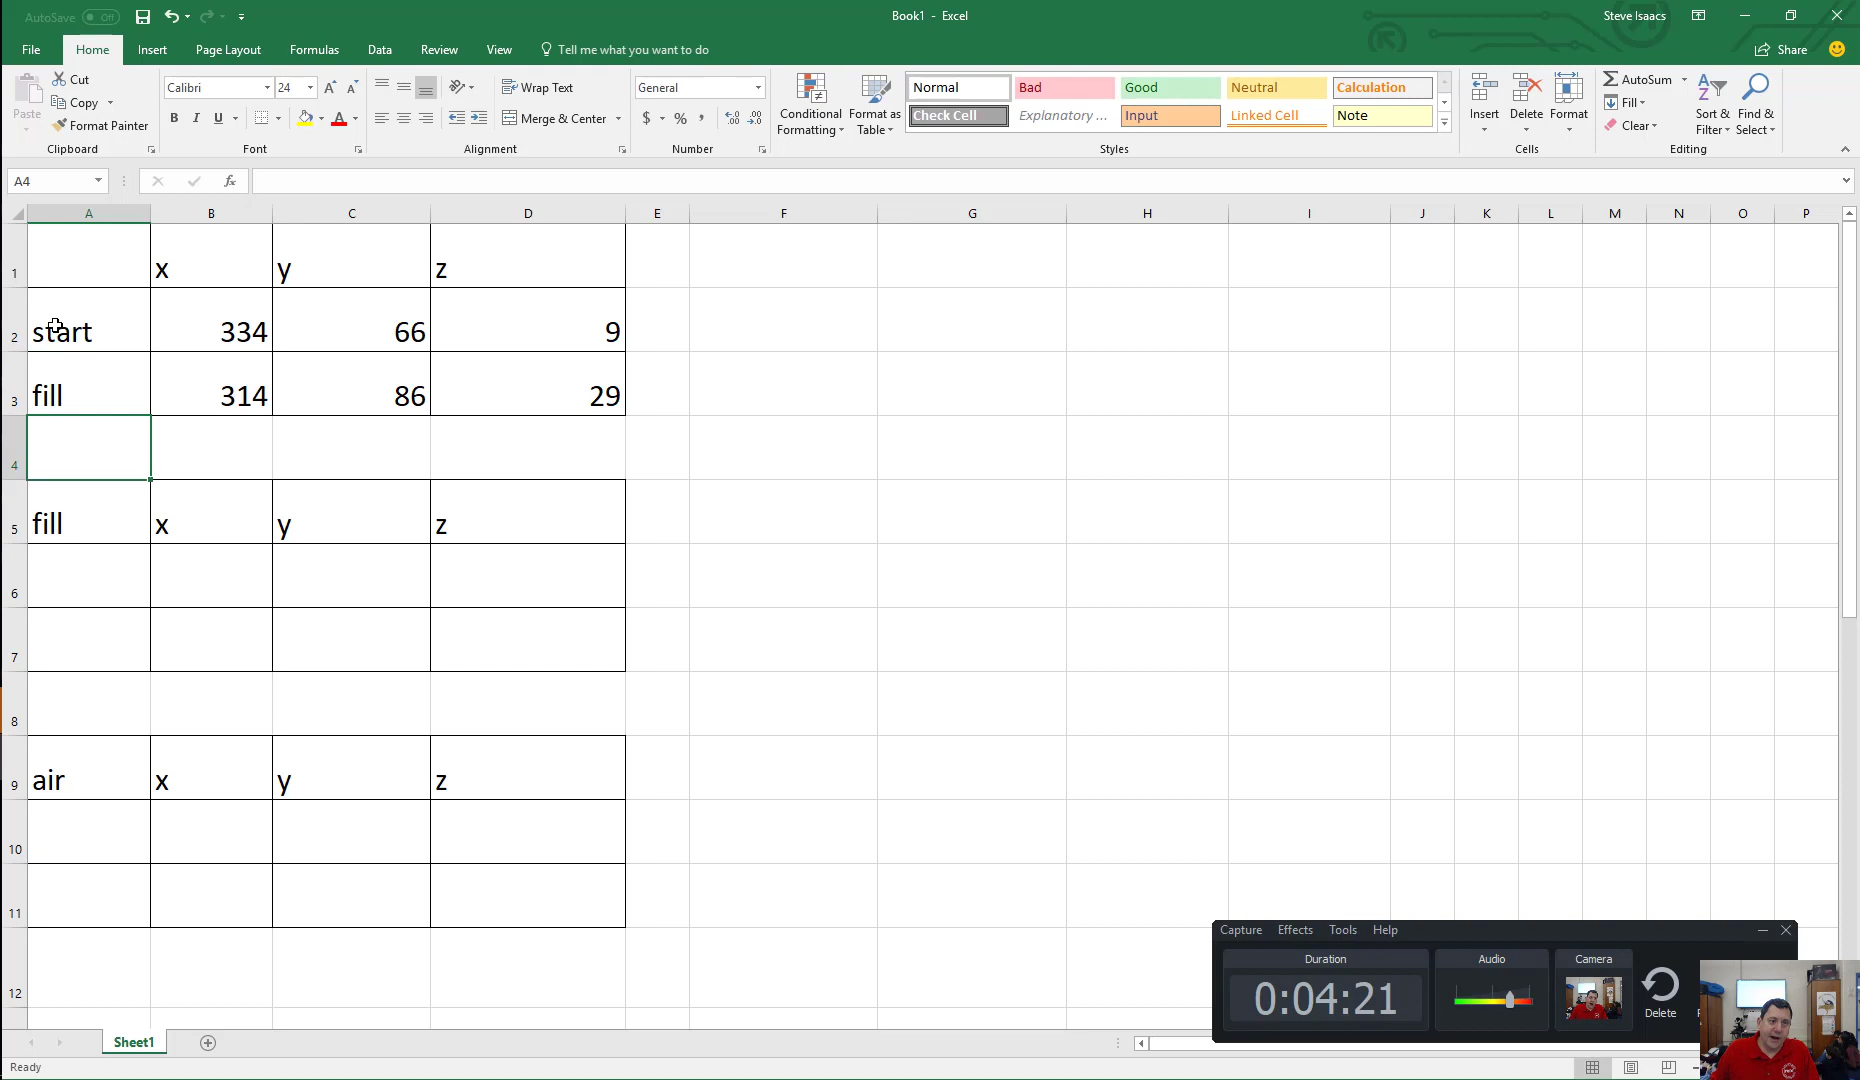 AutoSave Off
Book1 - Excel
Steve Isaacs
File Home Insert Page Layout Formulas Data Review View Tell me what you want to do Share
Paste
Cut
Copy
Format Painter
Clipboard
Calibri 24
B I U
Font
Wrap Text
Merge & Center
Alignment
General
$ % ,
Number
Conditional Formatting
Format as Table
Normal Bad Good Neutral Calculation
Check Cell Explanatory ... Input Linked Cell Note
Styles
Insert Delete Format
Cells
AutoSum
Fill
Clear
Sort & Filter
Find & Select
Editing
A4 fx
A B C D E F G H I J K L M N O P
1 x y z
2 start 334 66 9
3 fill 314 86 29
4
5 fill x y z
6
7
8
9 air x y z
10
11
12
Capture Effects Tools Help
Duration Audio Camera
0:04:21
Delete
Sheet1
Ready